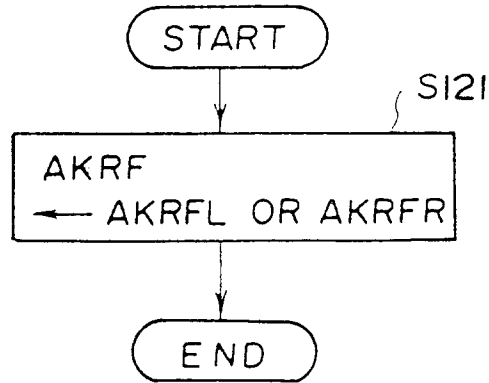 START
S121
AKRF
← AKRFL OR AKRFR
END